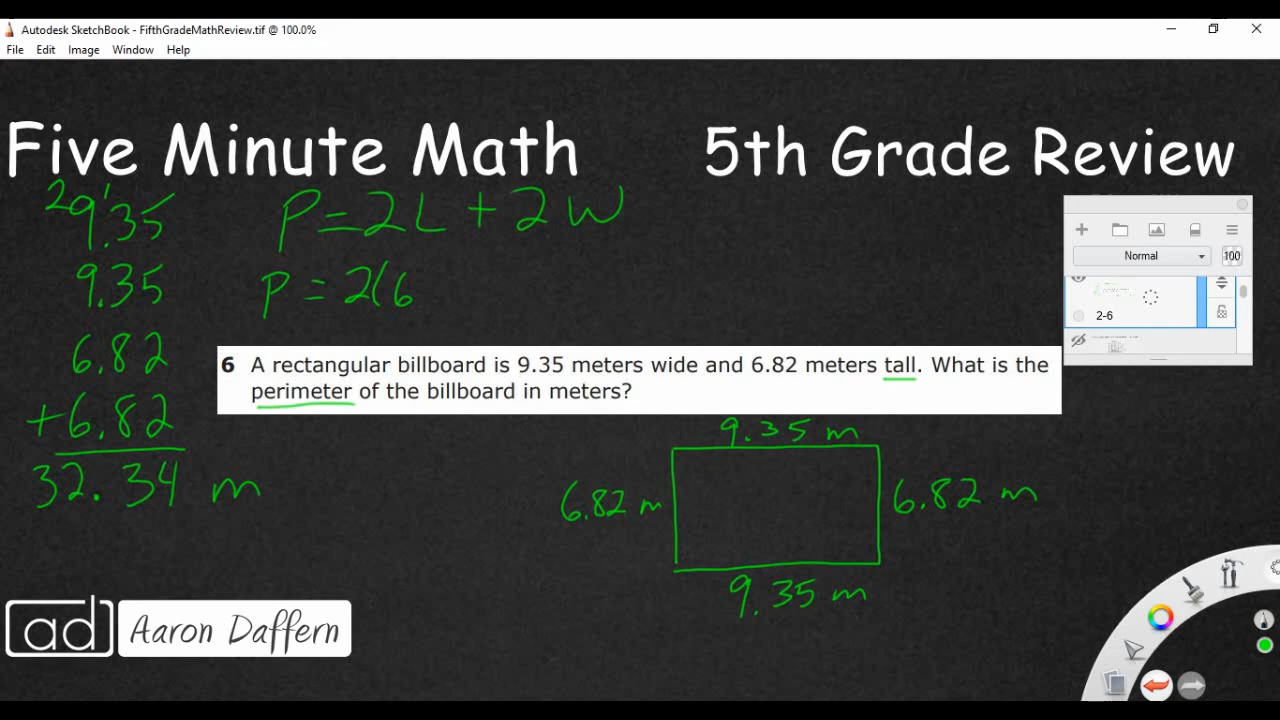 Autodesk SketchBook - FifthGradeMathReview.tif @ 100.0%
File Edit Image Window Help
Five Minute Math 5th Grade Review
2 1
9.35
9.35
6.82
+6.82
32.34 m
P = 2L + 2W
P = 2(6
Normal 100
2-6
6 A rectangular billboard is 9.35 meters wide and 6.82 meters tall. What is the
perimeter of the billboard in meters?
9.35 m
6.82 m 6.82 m
9.35 m
ad Aaron Daffern